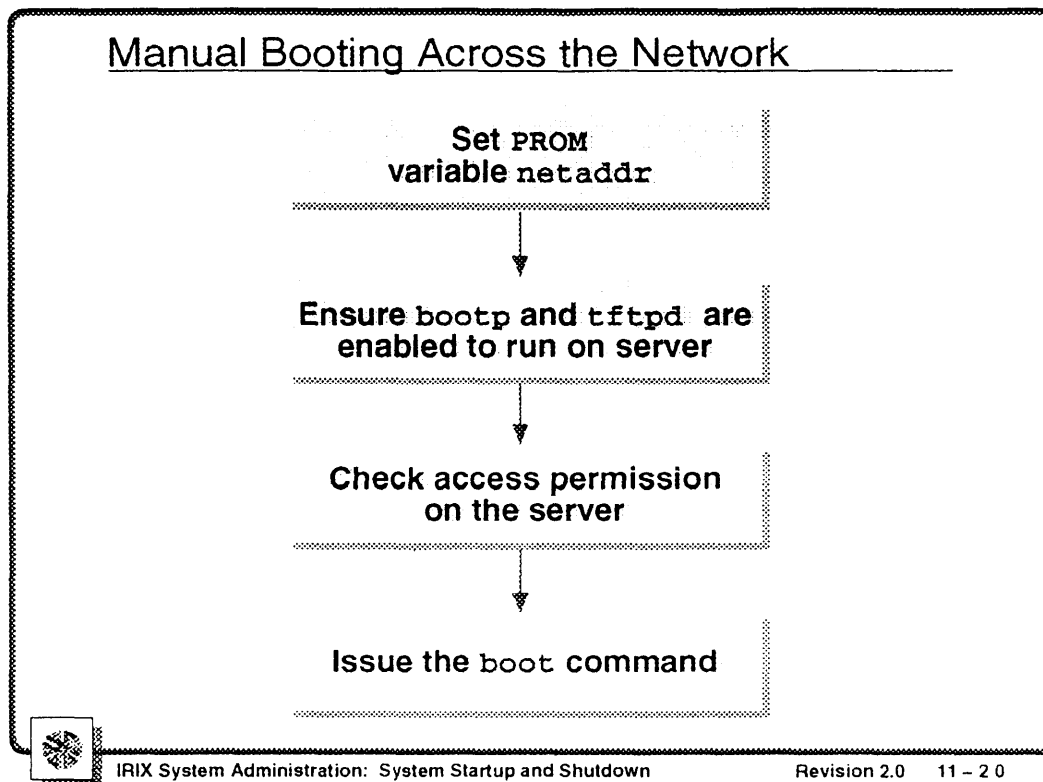 Manual Booting Across the Network
Set PROM
variable netaddr
Ensure bootp and tftpd are
enabled to run on server
Check access permission
on the server
Issue the boot command
IRIX System Administration: System Startup and Shutdown Revision 2.0 11 – 2 0